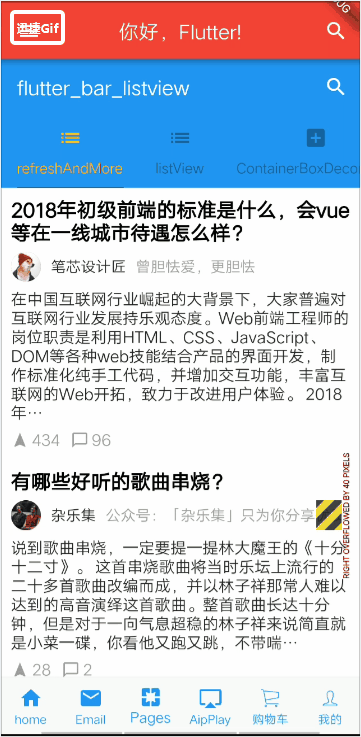 迅捷Gif
你好，Flutter!
UG
flutter_bar_listview
refreshAndMore
listView
ContainerBoxDecor
2018年初级前端的标准是什么，会vue
等在一线城市待遇怎么样？
笔芯设计匠 曾胆怯爱，更胆怯
在中国互联网行业崛起的大背景下，大家普遍对
互联网行业发展持乐观态度。Web前端工程师的
岗位职责是利用HTML、CSS、JavaScript、
DOM等各种web技能结合产品的界面开发，制
作标准化纯手工代码，并增加交互功能，丰富互
联网的Web开拓，致力于改进用户体验。 2018
年…
434 96
有哪些好听的歌曲串烧？
杂乐集 公众号：「杂乐集」只为你分享
RIGHT OVERFLOWED BY 40 PIXELS
说到歌曲串烧，一定要提一提林大魔王的《十分
十二寸》。 这首串烧歌曲将当时乐坛上流行的
二十多首歌曲改编而成，并以林子祥那常人难以
达到的高音演绎这首歌曲。整首歌曲长达十分
钟，但是对于一向气息超稳的林子祥来说简直就
是小菜一碟，你看他又跑又跳，不带喘…
28 2
home
Email
Pages
AipPlay
购物车
我的